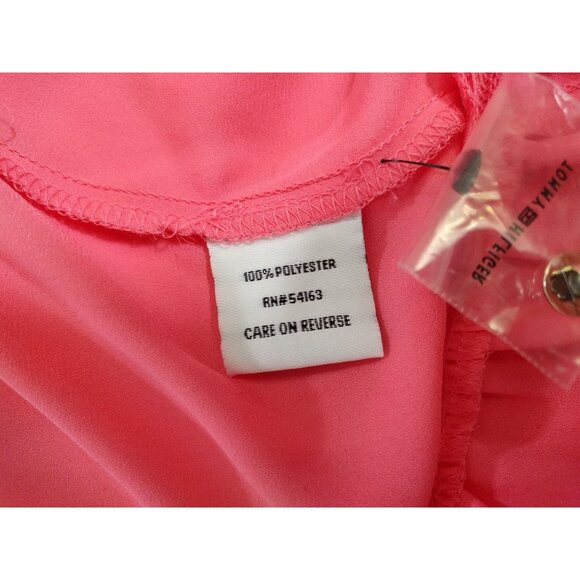 100% POLYESTER
RN#54163
CARE ON REVERSE
TOMMY HILFIGER